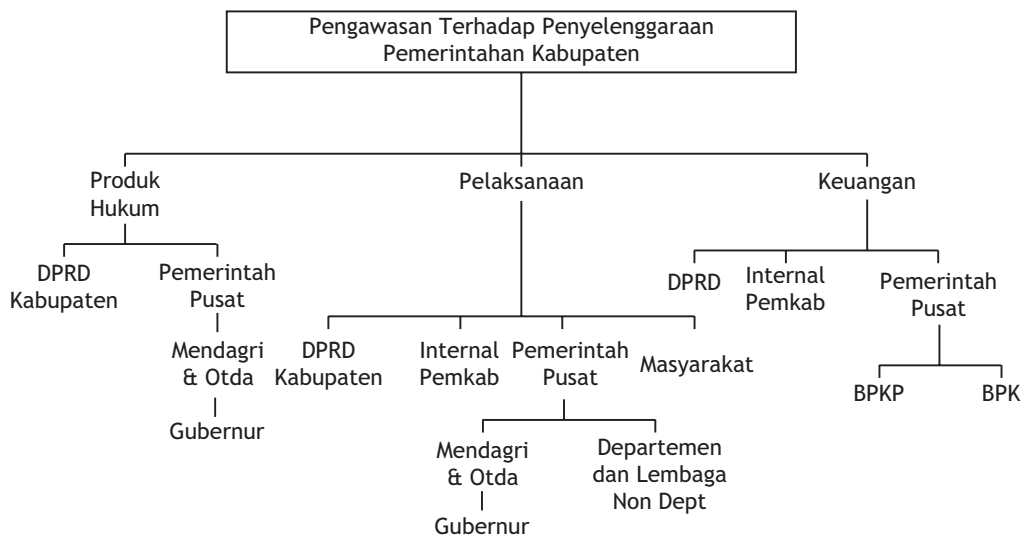 Pengawasan Terhadap Penyelenggaraan
Pemerintahan Kabupaten
Produk
Hukum
Pelaksanaan
Keuangan
DPRD
Kabupaten
Pemerintah
Pusat
Mendagri
& Otda
Gubernur
DPRD
Kabupaten
Internal
Pemkab
Pemerintah
Pusat
Masyarakat
Mendagri
& Otda
Gubernur
Departemen
dan Lembaga
Non Dept
DPRD
Internal
Pemkab
Pemerintah
Pusat
BPKP
BPK